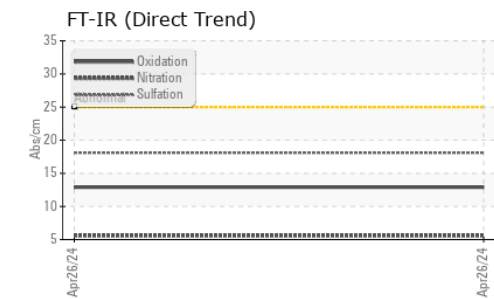 FT-IR (Direct Trend)
35
30
25
20
15
10
5
Abs/cm
Oxidation
Nitration
Sulfation
Abnormal
Apr26/24
Apr26/24